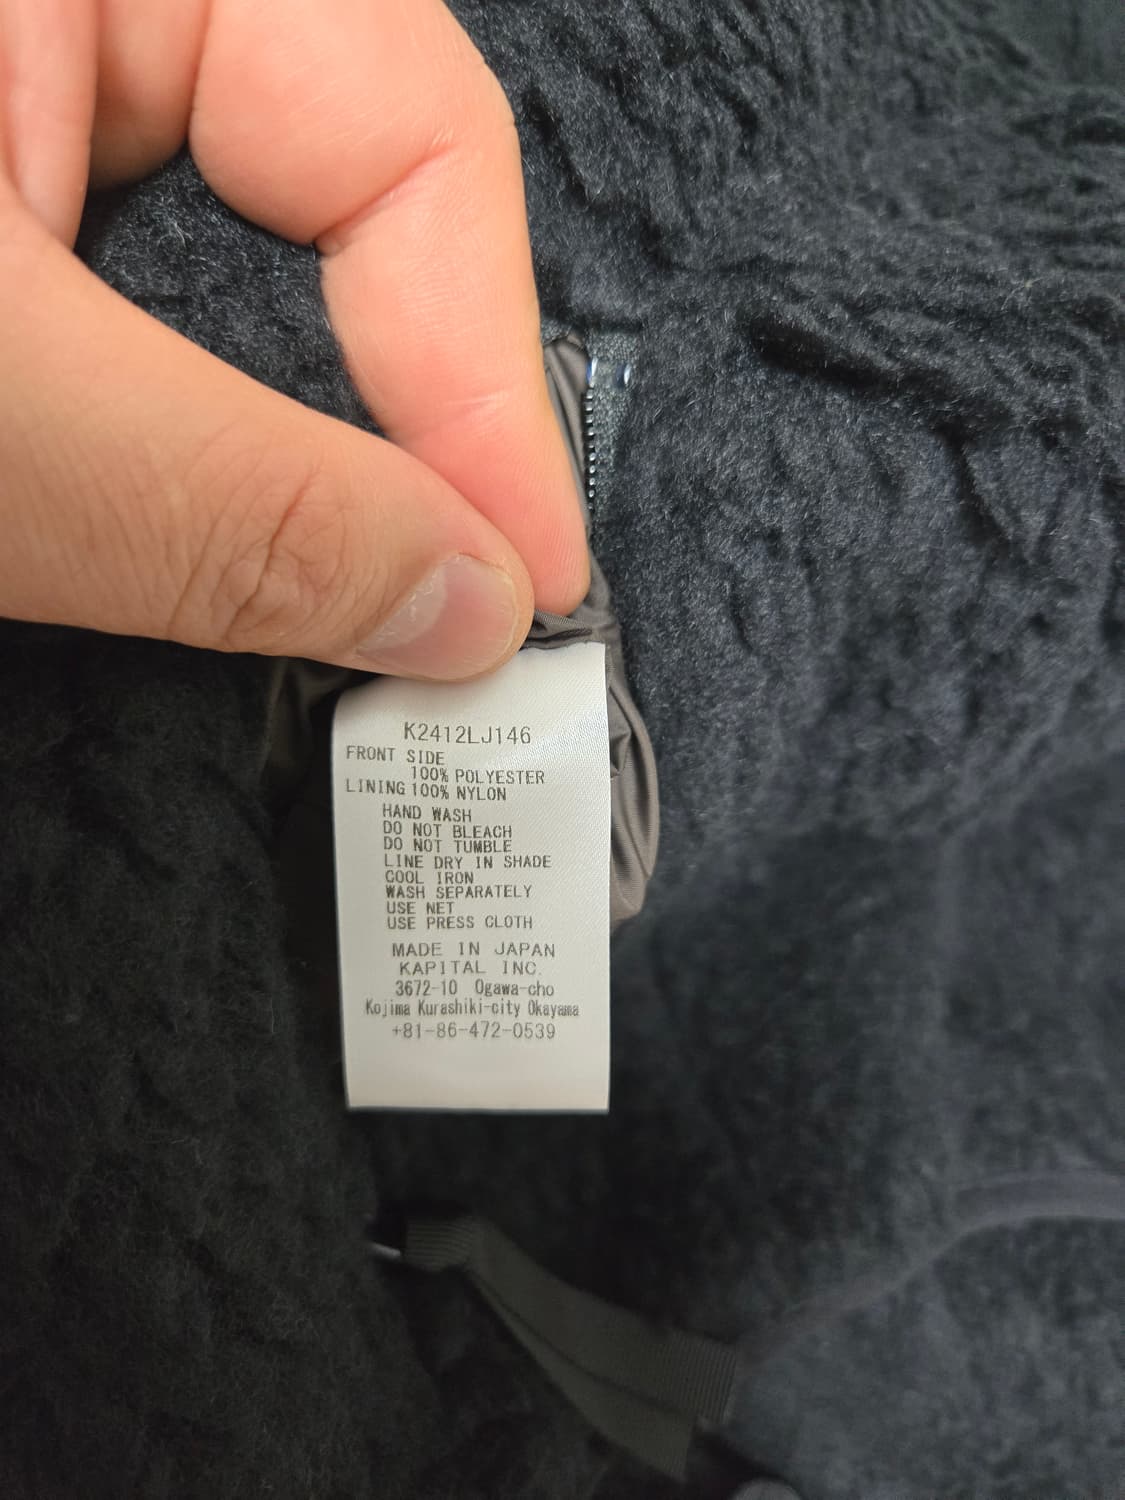 K2412LJ146
FRONT SIDE
100% POLYESTER
LINING 100% NYLON
HAND WASH
DO NOT BLEACH
DO NOT TUMBLE
LINE DRY IN SHADE
COOL IRON
WASH SEPARATELY
USE NET
USE PRESS CLOTH
MADE IN JAPAN
KAPITAL INC.
3672-10 Ogawa-cho
Kojima Kurashiki-city Okayama
+81-86-472-0539